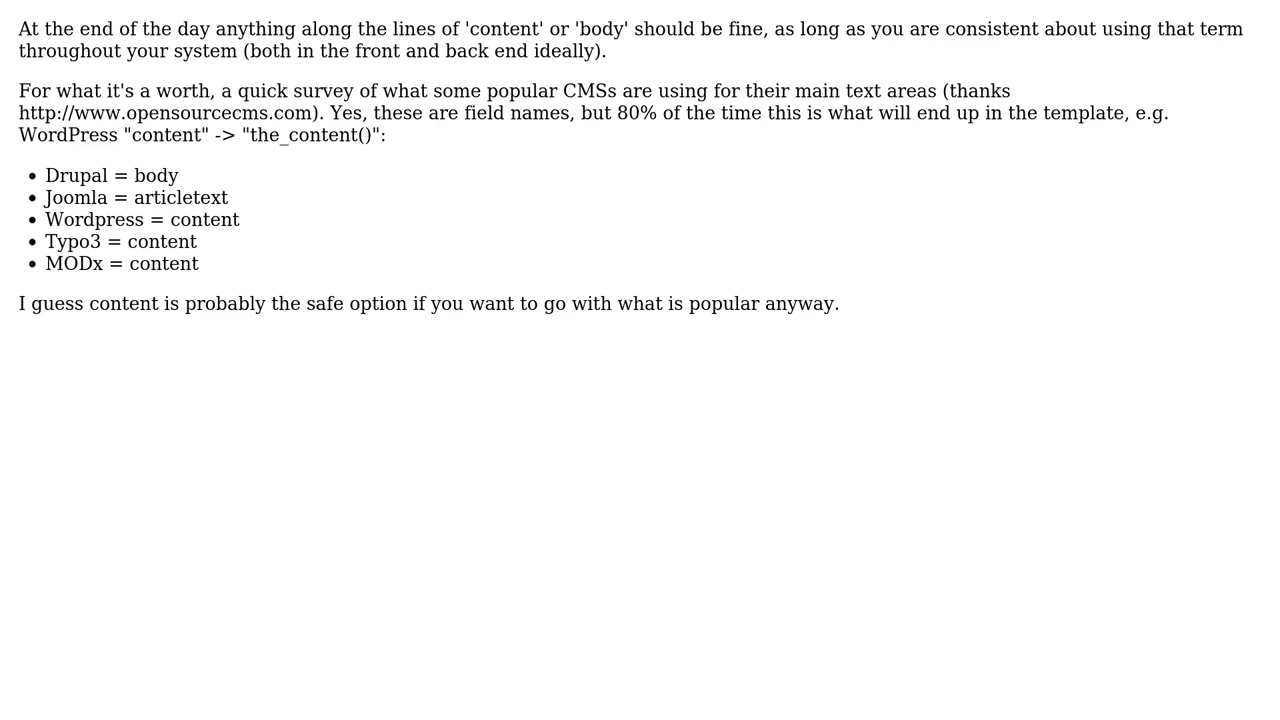 At the end of the day anything along the lines of 'content' or 'body' should be fine, as long as you are consistent about using that term
throughout your system (both in the front and back end ideally).
For what it's a worth, a quick survey of what some popular CMSs are using for their main text areas (thanks
http://www.opensourcecms.com). Yes, these are field names, but 80% of the time this is what will end up in the template, e.g.
WordPress "content" -> "the_content()":
• Drupal = body
• Joomla = articletext
• Wordpress = content
• Typo3 = content
• MODx = content
I guess content is probably the safe option if you want to go with what is popular anyway.